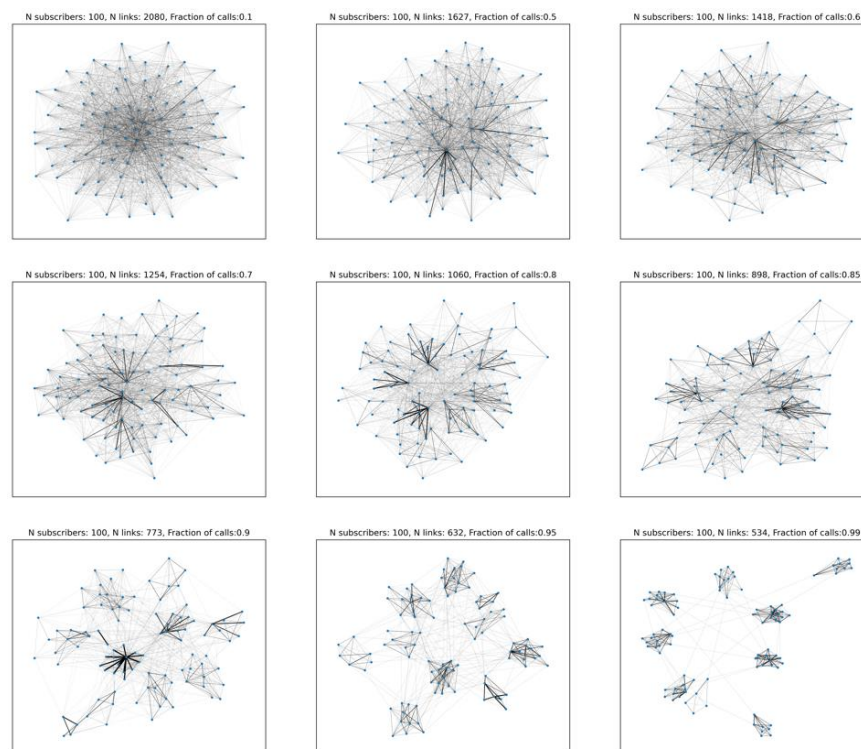 N subscribers: 100, N links: 2080, Fraction of calls:0.1
N subscribers: 100, N links: 1627, Fraction of calls:0.5
N subscribers: 100, N links: 1418, Fraction of calls:0.6
N subscribers: 100, N links: 1254, Fraction of calls:0.7
N subscribers: 100, N links: 1060, Fraction of calls:0.8
N subscribers: 100, N links: 898, Fraction of calls:0.85
N subscribers: 100, N links: 773, Fraction of calls:0.9
N subscribers: 100, N links: 632, Fraction of calls:0.95
N subscribers: 100, N links: 534, Fraction of calls:0.99